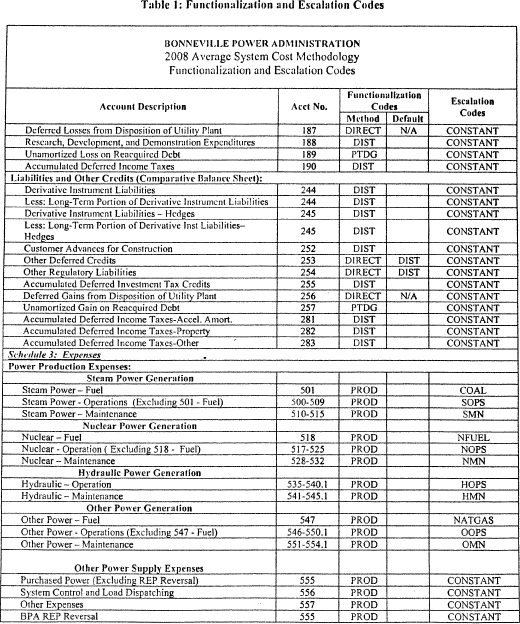 Table 1: Functionalization and Escalation Codes
BONNEVILLE POWER ADMINISTRATION
2008 Average System Cost Methodology
Functionalization and Escalation Codes
Account Description Acct No. Functionalization Codes Escalation Codes
Method Default
Deferred Losses from Disposition of Utility Plant 187 DIRECT N/A CONSTANT
Research, Development, and Demonstration Expenditures 188 DIST CONSTANT
Unamortized Loss on Reacquired Debt 189 PTDG CONSTANT
Accumulated Deferred Income Taxes 190 DIST CONSTANT
Liabilities and Other Credits (Comparative Balance Sheet):
Derivative Instrument Liabilities 244 DIST CONSTANT
Less: Long-Term Portion of Derivative Instrument Liabilities 244 DIST CONSTANT
Derivative Instrument Liabilities – Hedges 245 DIST CONSTANT
Less: Long-Term Portion of Derivative Inst Liabilities–
Hedges 245 DIST CONSTANT
Customer Advances for Construction 252 DIST CONSTANT
Other Deferred Credits 253 DIRECT DIST CONSTANT
Other Regulatory Liabilities 254 DIRECT DIST CONSTANT
Accumulated Deferred Investment Tax Credits 255 DIST CONSTANT
Deferred Gains from Disposition of Utility Plant 256 DIRECT N/A CONSTANT
Unamortized Gain on Reacquired Debt 257 PTDG CONSTANT
Accumulated Deferred Income Taxes-Accel. Amort. 281 DIST CONSTANT
Accumulated Deferred Income Taxes-Property 282 DIST CONSTANT
Accumulated Deferred Income Taxes-Other 283 DIST CONSTANT
Schedule 3: Expenses
Power Production Expenses:
Steam Power Generation
Steam Power – Fuel 501 PROD COAL
Steam Power - Operations (Excluding 501 - Fuel) 500-509 PROD SOPS
Steam Power – Maintenance 510-515 PROD SMN
Nuclear Power Generation
Nuclear – Fuel 518 PROD NFUEL
Nuclear - Operation ( Excluding 518 - Fuel) 517-525 PROD NOPS
Nuclear – Maintenance 528-532 PROD NMN
Hydraulic Power Generation
Hydraulic – Operation 535-540.1 PROD HOPS
Hydraulic – Maintenance 541-545.1 PROD HMN
Other Power Generation
Other Power – Fuel 547 PROD NATGAS
Other Power - Operations (Excluding 547 - Fuel) 546-550.1 PROD OOPS
Other Power – Maintenance 551-554.1 PROD OMN
Other Power Supply Expenses
Purchased Power (Excluding REP Reversal) 555 PROD CONSTANT
System Control and Load Dispatching 556 PROD CONSTANT
Other Expenses 557 PROD CONSTANT
BPA REP Reversal 555 PROD CONSTANT